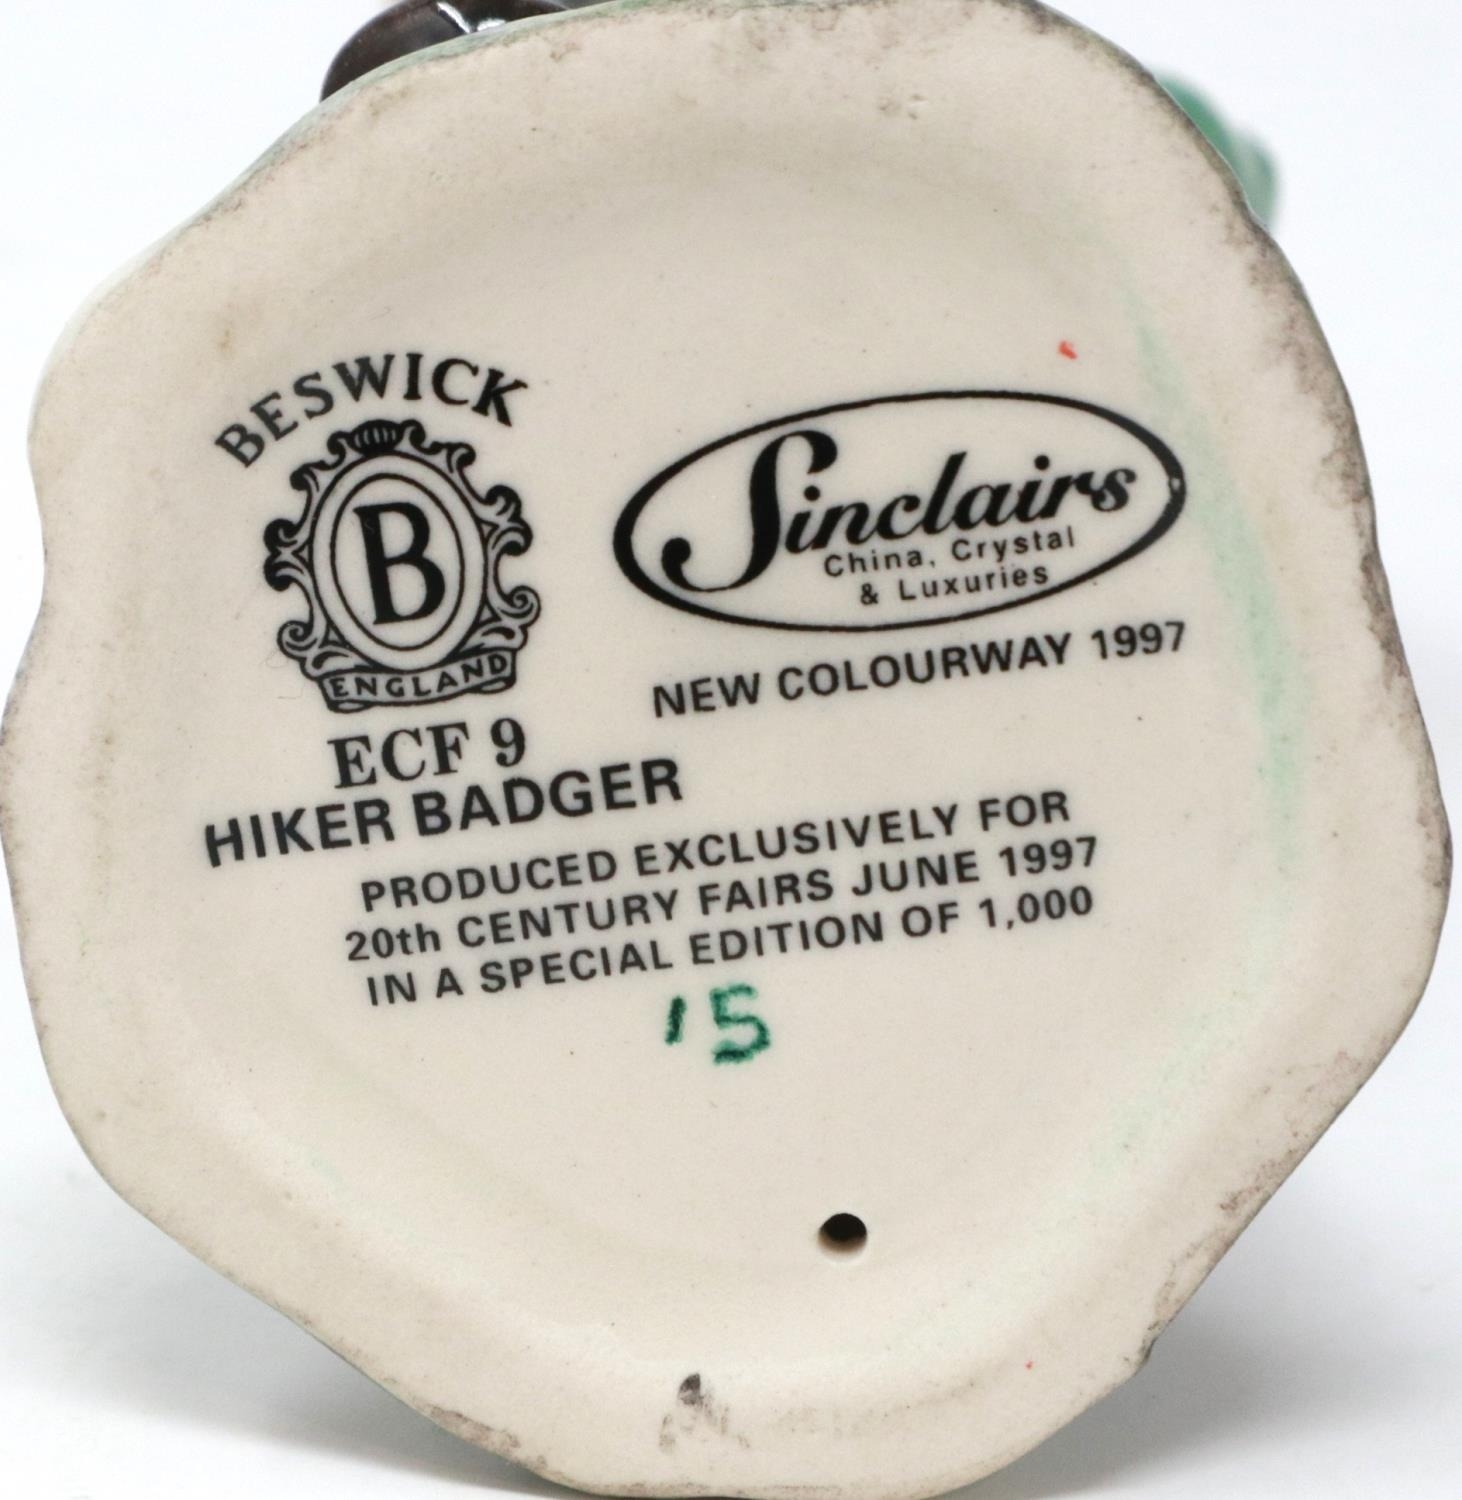 BESWICK
B
ENGLAND
ECF 9
Sinclairs
China, Crystal
& Luxuries
NEW COLOURWAY 1997
HIKER BADGER
PRODUCED EXCLUSIVELY FOR
20th CENTURY FAIRS JUNE 1997
IN A SPECIAL EDITION OF 1,000
'5